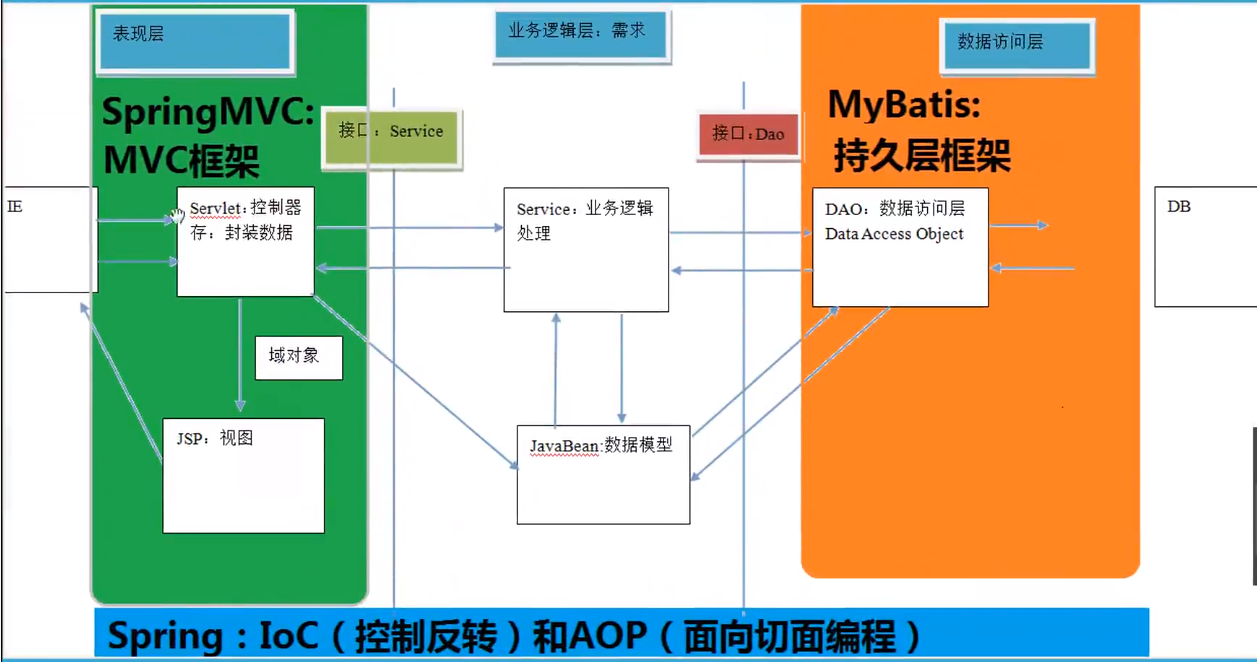 表现层
业务逻辑层：需求
数据访问层
SpringMVC:
MVC框架
接口：Service
接口:Dao
MyBatis:
持久层框架
IE
Servlet:控制器
存：封装数据
Service：业务逻辑
处理
DAO：数据访问层
Data Access Object
DB
域对象
JSP：视图
JavaBean:数据模型
Spring：IoC（控制反转）和AOP（面向切面编程）